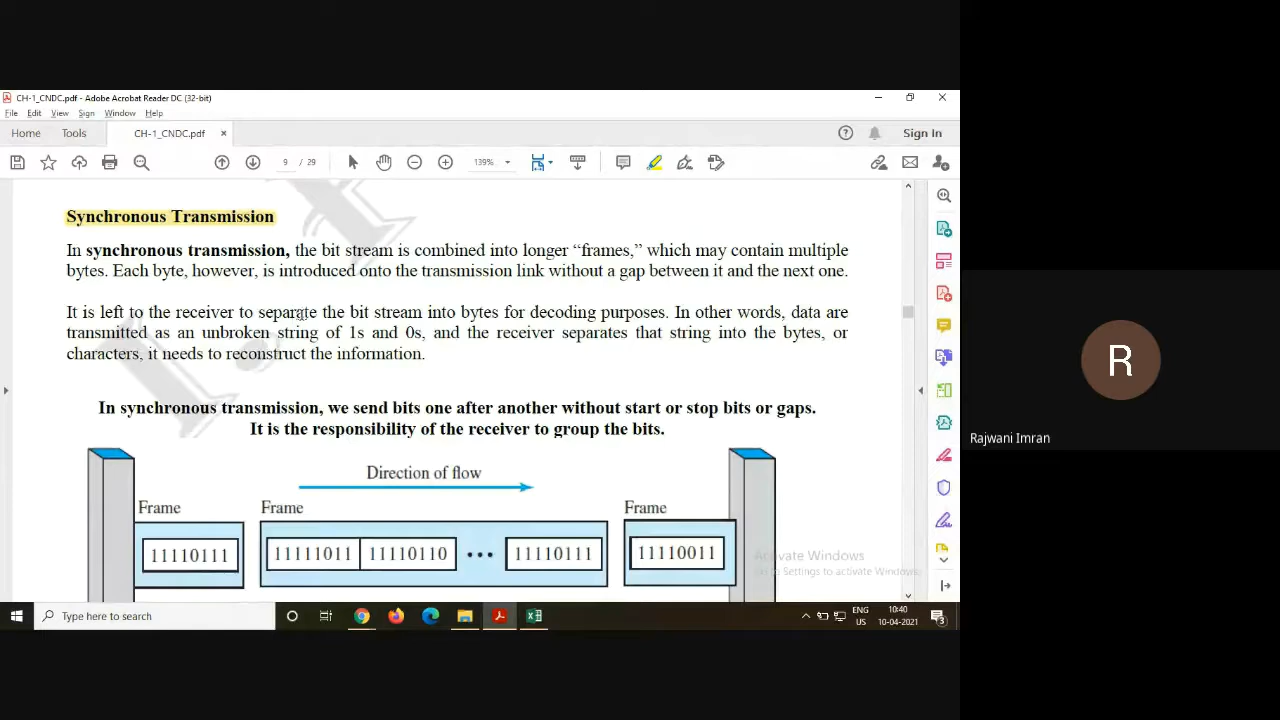 CH-1_CNDC.pdf - Adobe Acrobat Reader DC (32-bit)
File Edit View Sign Window Help
Home Tools CH-1_CNDC.pdf × Sign In
9 / 29 139%
Synchronous Transmission
In synchronous transmission, the bit stream is combined into longer “frames,” which may contain multiple
bytes. Each byte, however, is introduced onto the transmission link without a gap between it and the next one.
It is left to the receiver to separate the bit stream into bytes for decoding purposes. In other words, data are
transmitted as an unbroken string of 1s and 0s, and the receiver separates that string into the bytes, or
characters, it needs to reconstruct the information.
In synchronous transmission, we send bits one after another without start or stop bits or gaps.
It is the responsibility of the receiver to group the bits.
Direction of flow
Frame Frame Frame
11110111 11111011 11110110 ••• 11110111 11110011
Activate Windows
Go to Settings to activate Windows.
R
Rajwani Imran
Type here to search
ENG 10:40
US 10-04-2021 3